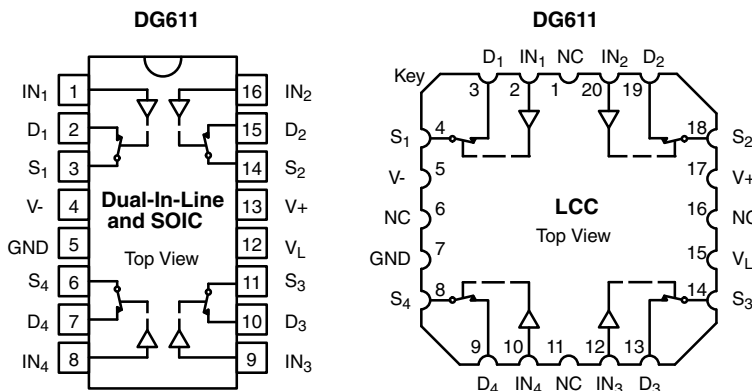 DG611
IN1 1 16 IN2
D1 2 15 D2
S1 3 14 S2
V- 4 Dual-In-Line 13 V+
and SOIC
GND 5 12 VL
Top View
S4 6 11 S3
D4 7 10 D3
IN4 8 9 IN3
DG611
D1 IN1 NC IN2 D2
Key
3 2 1 20 19
S1 4 18 S2
V- 5 17 V+
NC 6 LCC 16 NC
Top View
GND 7 15 VL
S4 8 14 S3
9 10 11 12 13
D4 IN4 NC IN3 D3